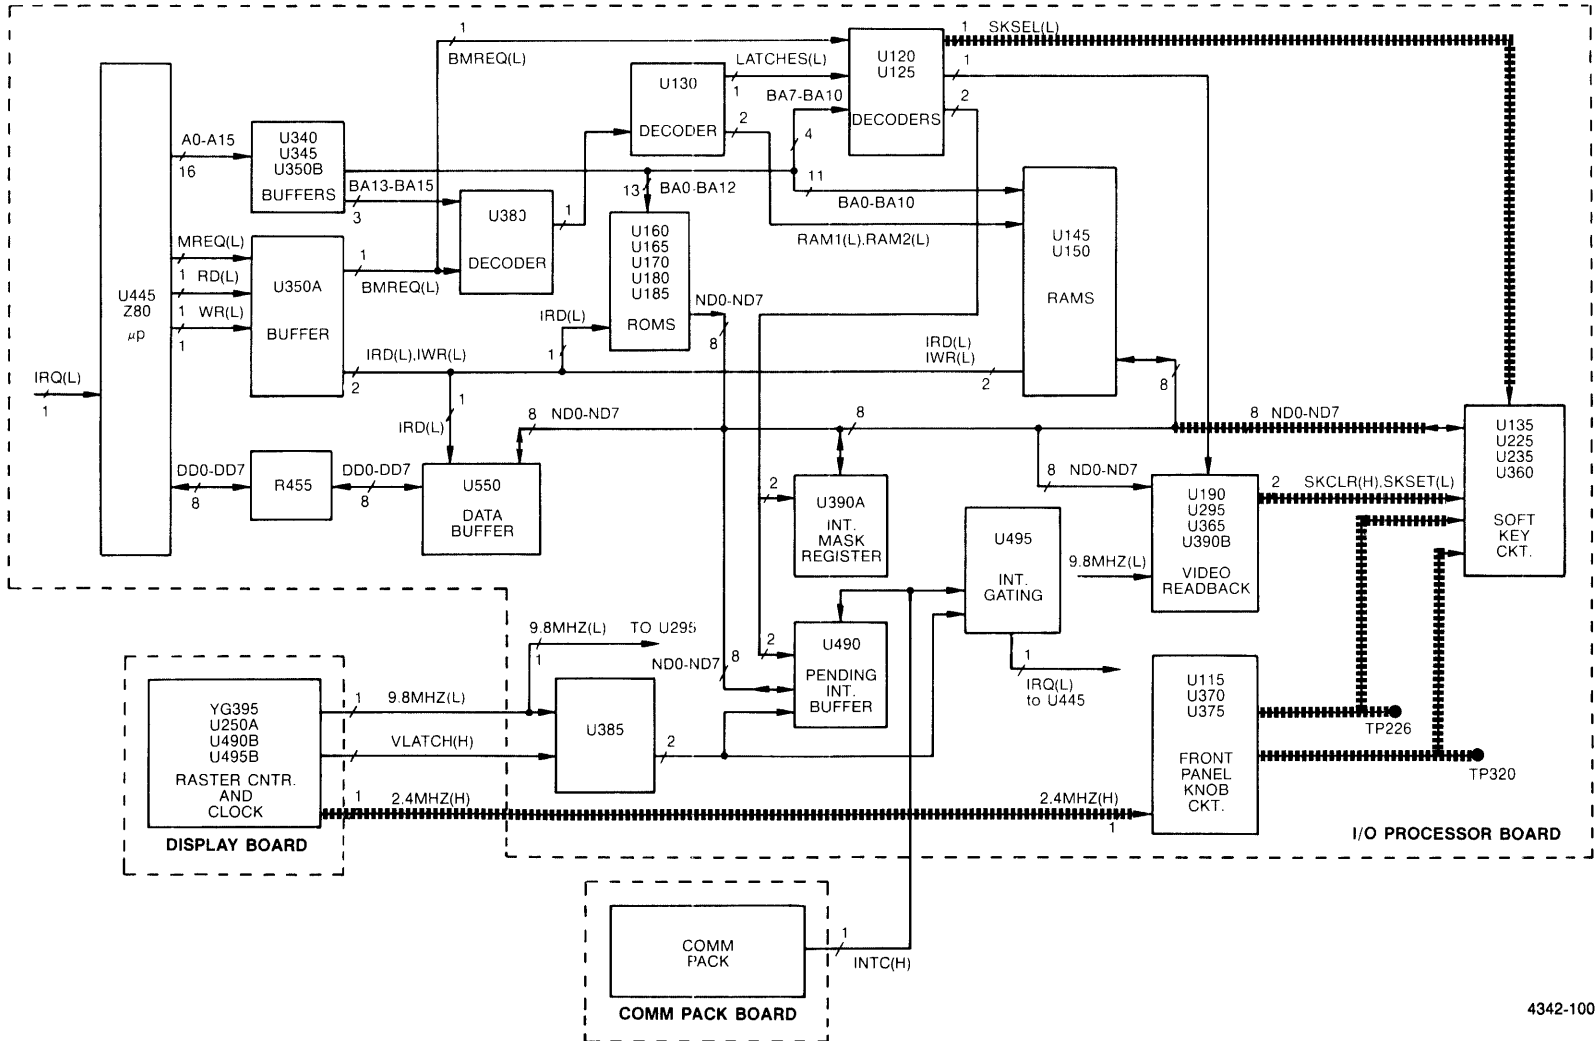 1
SKSEL(L)
1
BMREQ(L)
LATCHES(L)
1
U120
U125
DECODERS
1
2
U130
DECODER
2
BA7-BA10
4
A0-A15
16
U340
U345
U350B
BUFFERS
BA13-BA15
3
U380
DECODER
1
13
BA0-BA12
11
BA0-BA10
RAM1(L).RAM2(L)
U145
U150
RAMS
U160
U165
U170
U180
U185
ROMS
ND0-ND7
8
MREQ(L)
1
RD(L)
1
WR(L)
1
U445
Z80
µp
U350A
BUFFER
1
BMREQ(L)
IRD(L)
1
IRD(L),IWR(L)
2
IRD(L)
IWR(L)
2
8
IRQ(L)
1
1
IRD(L)
8 ND0-ND7
8
8 ND0-ND7
U135
U225
U235
U360
SOFT
KEY
CKT.
DD0-DD7
8
R455
DD0-DD7
8
U550
DATA
BUFFER
2
U390A
INT.
MASK
REGISTER
ND0-ND7
8
U190
U295
U365
U390B
VIDEO
READBACK
2
SKCLR(H).SKSET(L)
9.8MHZ(L)
U495
INT.
GATING
1
IRQ(L)
to U445
9.8MHZ(L)
1
TO U295
ND0-ND7
8
2
U490
PENDING
INT.
BUFFER
YG395
U250A
U490B
U495B
RASTER CNTR.
AND
CLOCK
DISPLAY BOARD
1
9.8MHZ(L)
VLATCH(H)
1
2.4MHZ(H)
U385
2
2.4MHZ(H)
1
U115
U370
U375
FRONT
PANEL
KNOB
CKT.
TP226
TP320
I/O PROCESSOR BOARD
COMM
PACK
1
INTC(H)
COMM PACK BOARD
4342-100